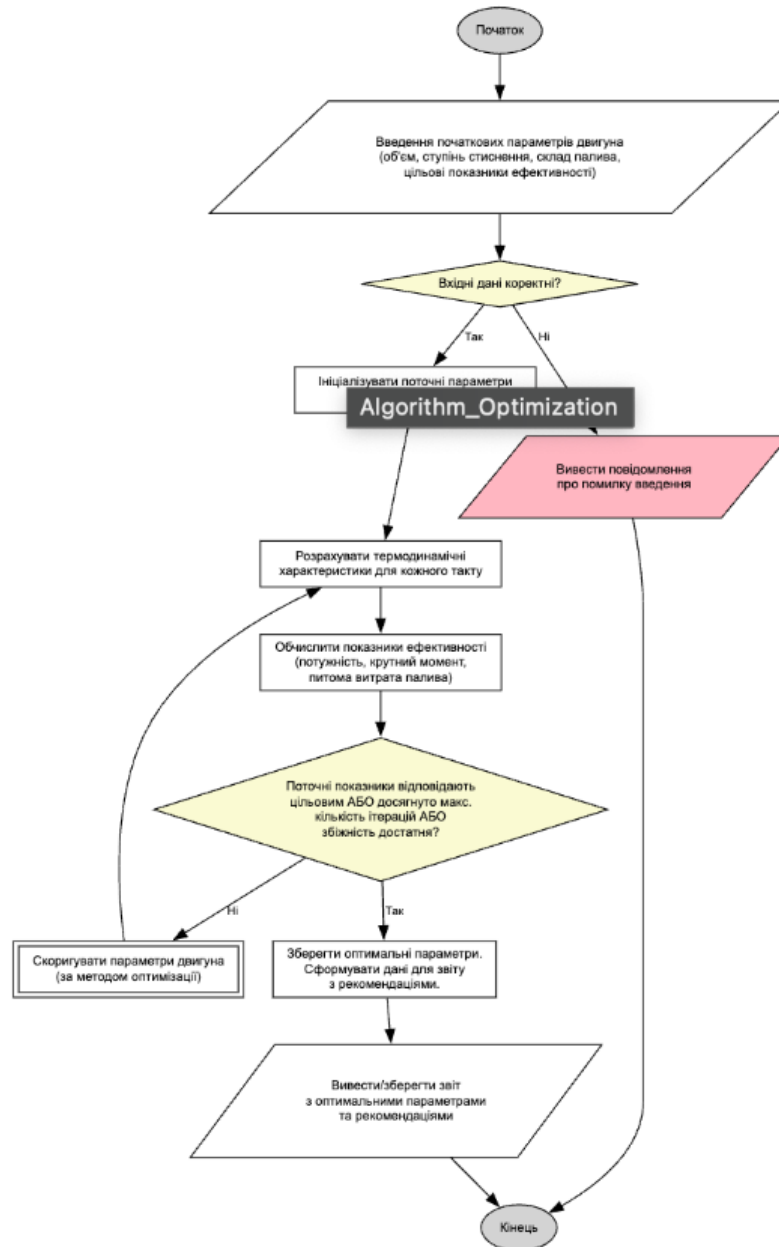 Початок
Введення початкових параметрів двигуна
(об'єм, ступінь стиснення, склад палива,
цільові показники ефективності)
Вхідні дані коректні?
Так
Ні
Ініціалізувати поточні параметри
Algorithm_Optimization
Вивести повідомлення
про помилку введення
Розрахувати термодинамічні
характеристики для кожного такту
Обчислити показники ефективності
(потужність, крутний момент,
питома витрата палива)
Поточні показники відповідають
цільовим АБО досягнуто макс.
кількість ітерацій АБО
збіжність достатня?
Ні
Так
Скоригувати параметри двигуна
(за методом оптимізації)
Зберегти оптимальні параметри.
Сформувати дані для звіту
з рекомендаціями.
Вивести/зберегти звіт
з оптимальними параметрами
та рекомендаціями
Кінець